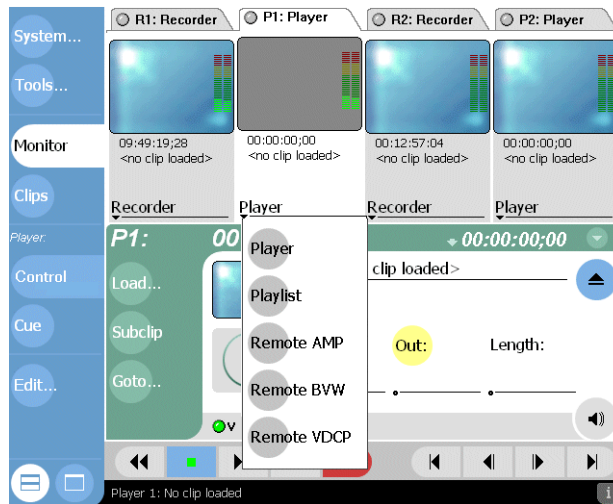 System...
Tools...
Monitor
Clips
Player:
Control
Cue
Edit...
R1: Recorder
P1: Player
R2: Recorder
P2: Player
09:49:19;28
<no clip loaded>
00:00:00;00
<no clip loaded>
00:12:57:04
<no clip loaded>
00:00:00;00
<no clip loaded>
Recorder
Player
Recorder
Player
P1:
00
00:00:00;00
Load...
Subclip
Goto...
clip loaded>
Out:
Length:
V
Player
Playlist
Remote AMP
Remote BVW
Remote VDCP
Player 1: No clip loaded
i